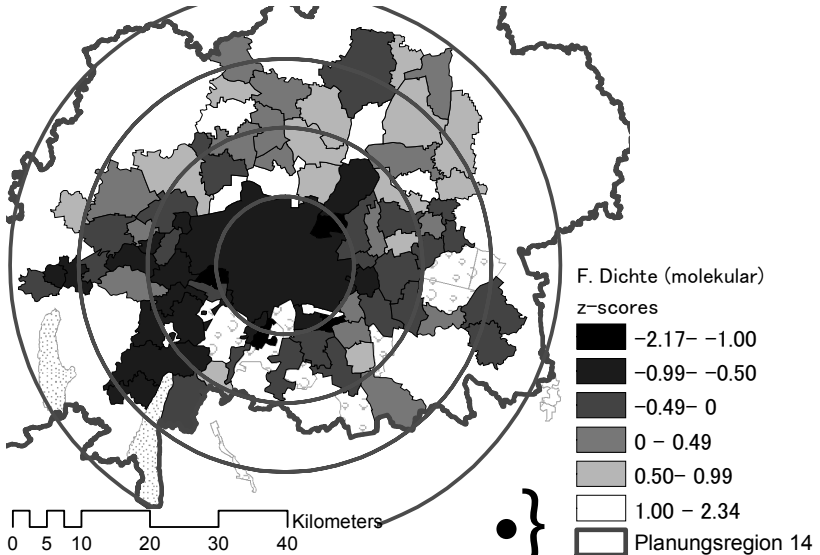 F. Dichte (molekular)
z-scores
-2.17- -1.00
-0.99- -0.50
-0.49- 0
0 - 0.49
0.50- 0.99
1.00 - 2.34
Planungsregion 14
Kilometers
0 5 10 20 30 40
}